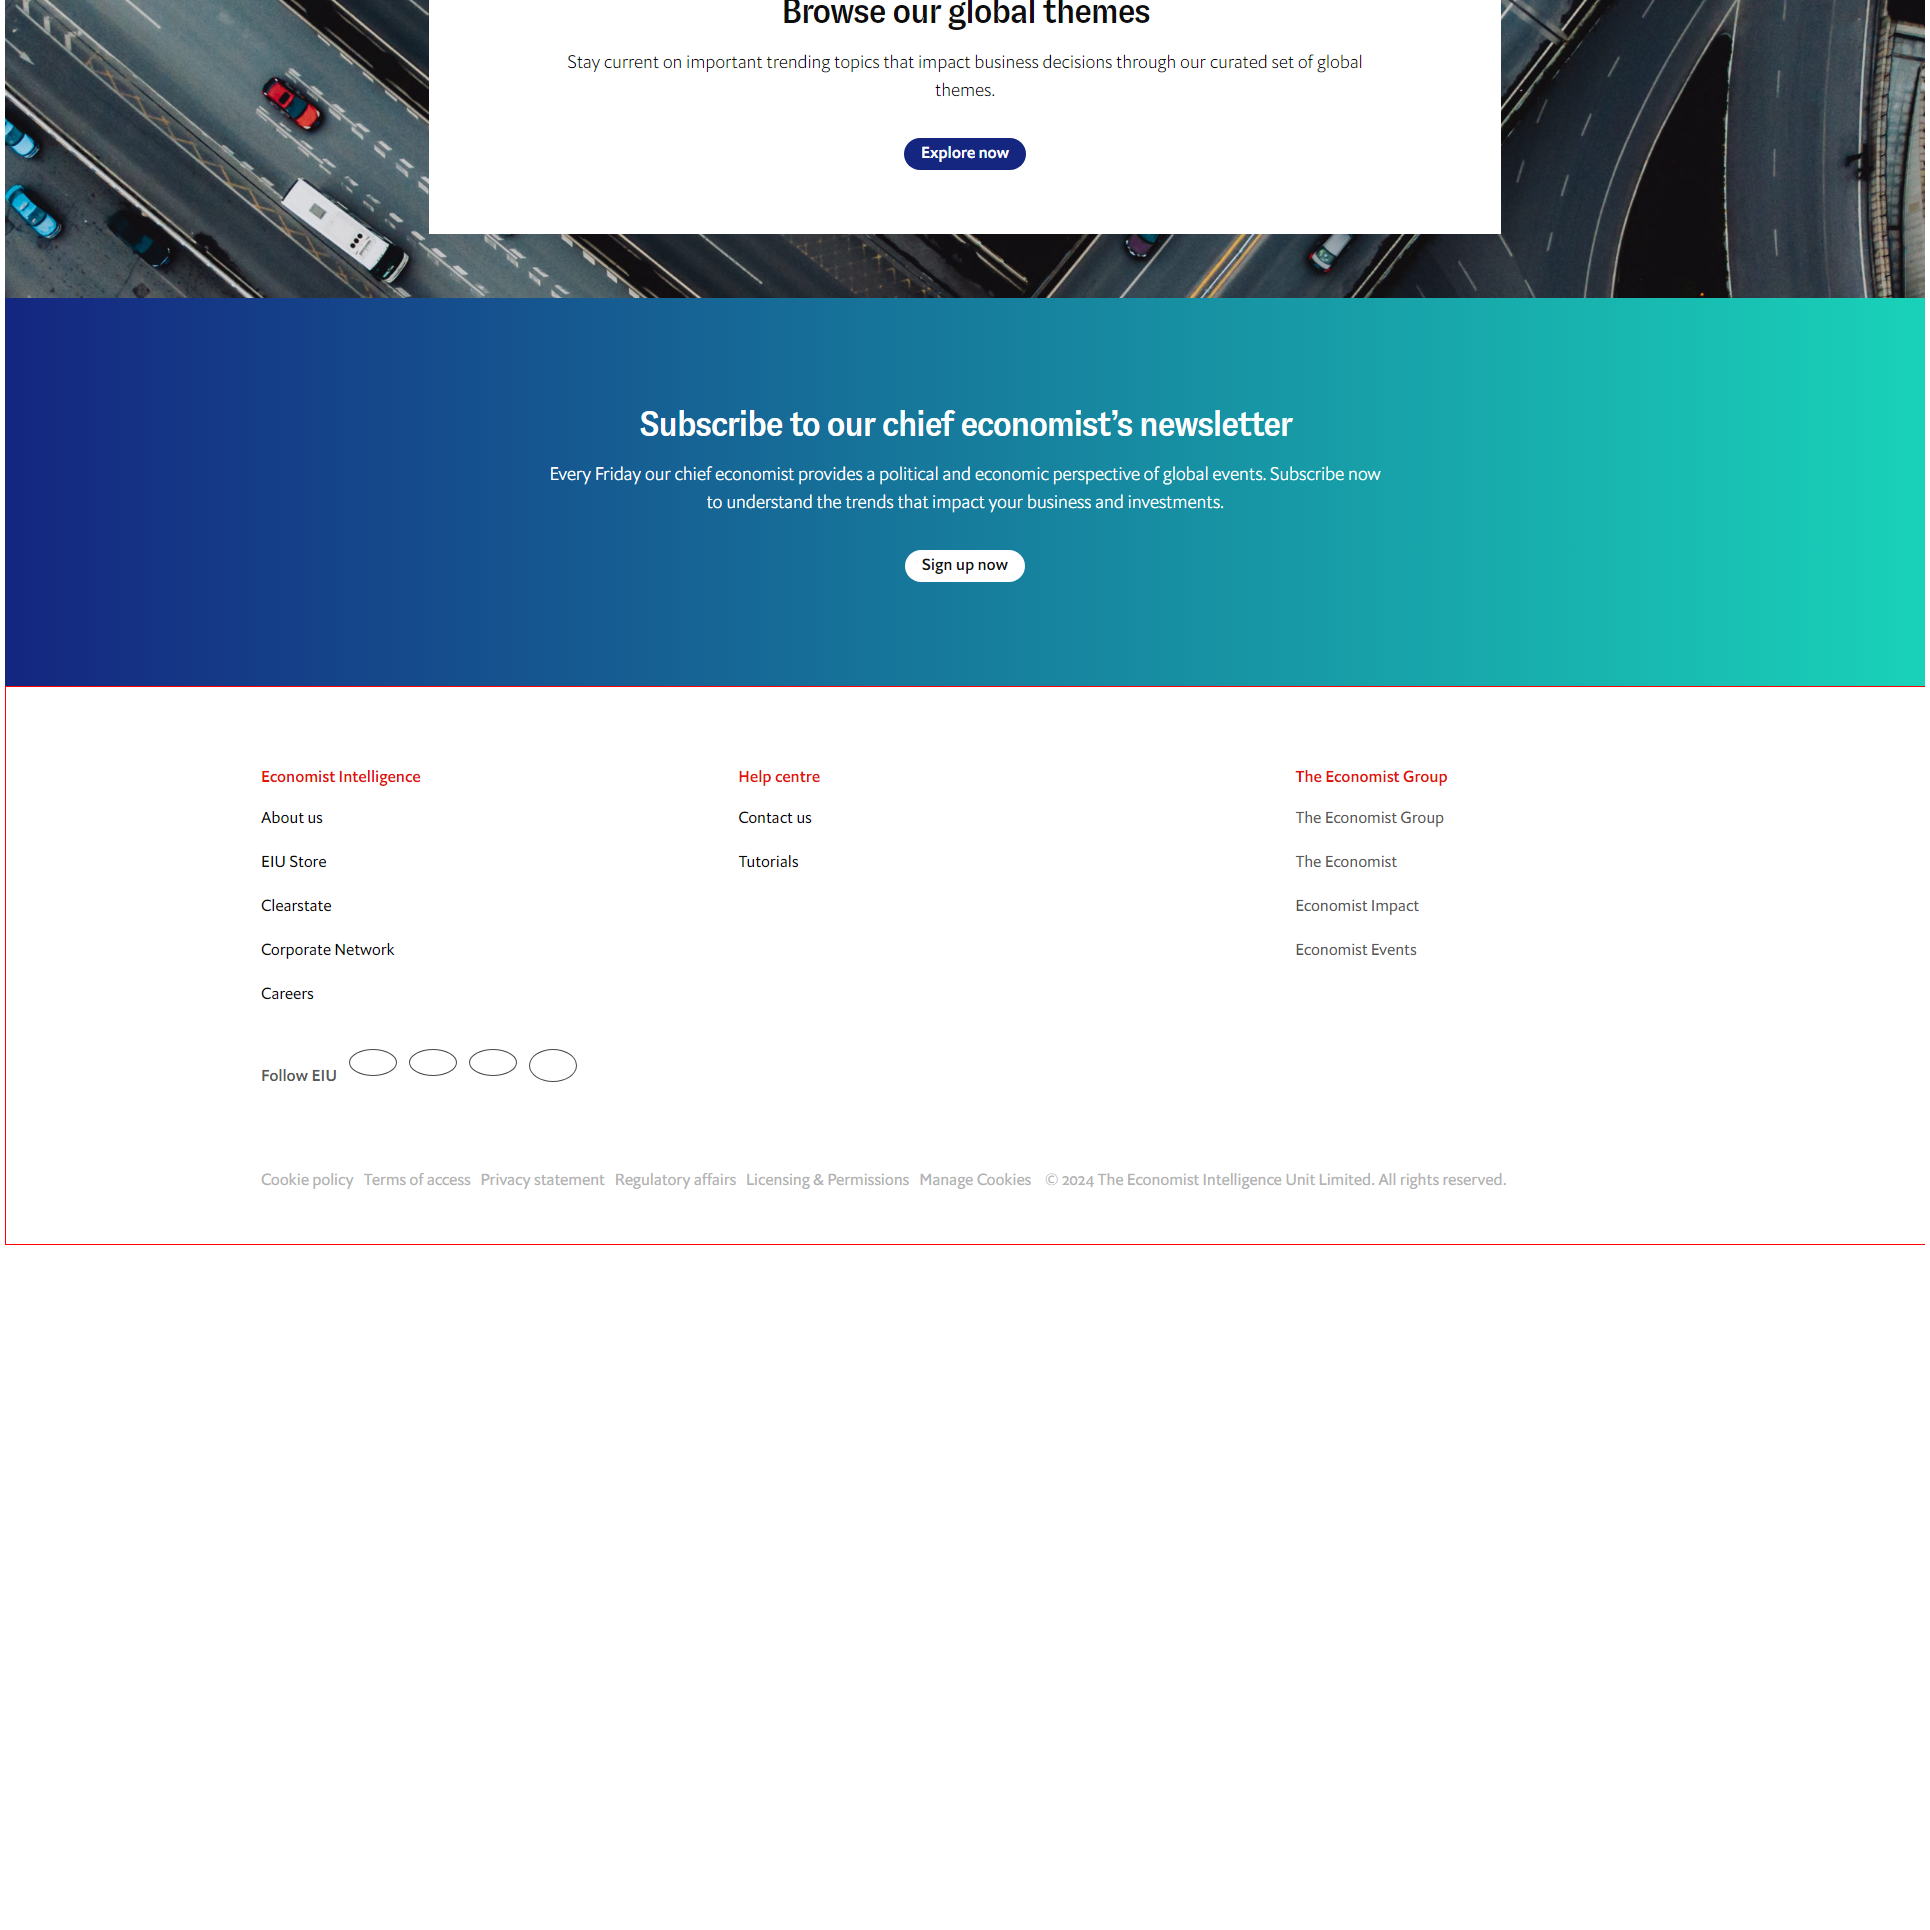 Browse our global themes
Stay current on important trending topics that impact business decisions through our curated set of global
themes.
Explore now
Subscribe to our chief economist’s newsletter
Every Friday our chief economist provides a political and economic perspective of global events. Subscribe now
to understand the trends that impact your business and investments.
Sign up now
Economist Intelligence
About us
EIU Store
Clearstate
Corporate Network
Careers
Help centre
Contact us
Tutorials
The Economist Group
The Economist Group
The Economist
Economist Impact
Economist Events
Follow EIU
Cookie policy Terms of access Privacy statement Regulatory affairs Licensing & Permissions Manage Cookies © 2024 The Economist Intelligence Unit Limited. All rights reserved.